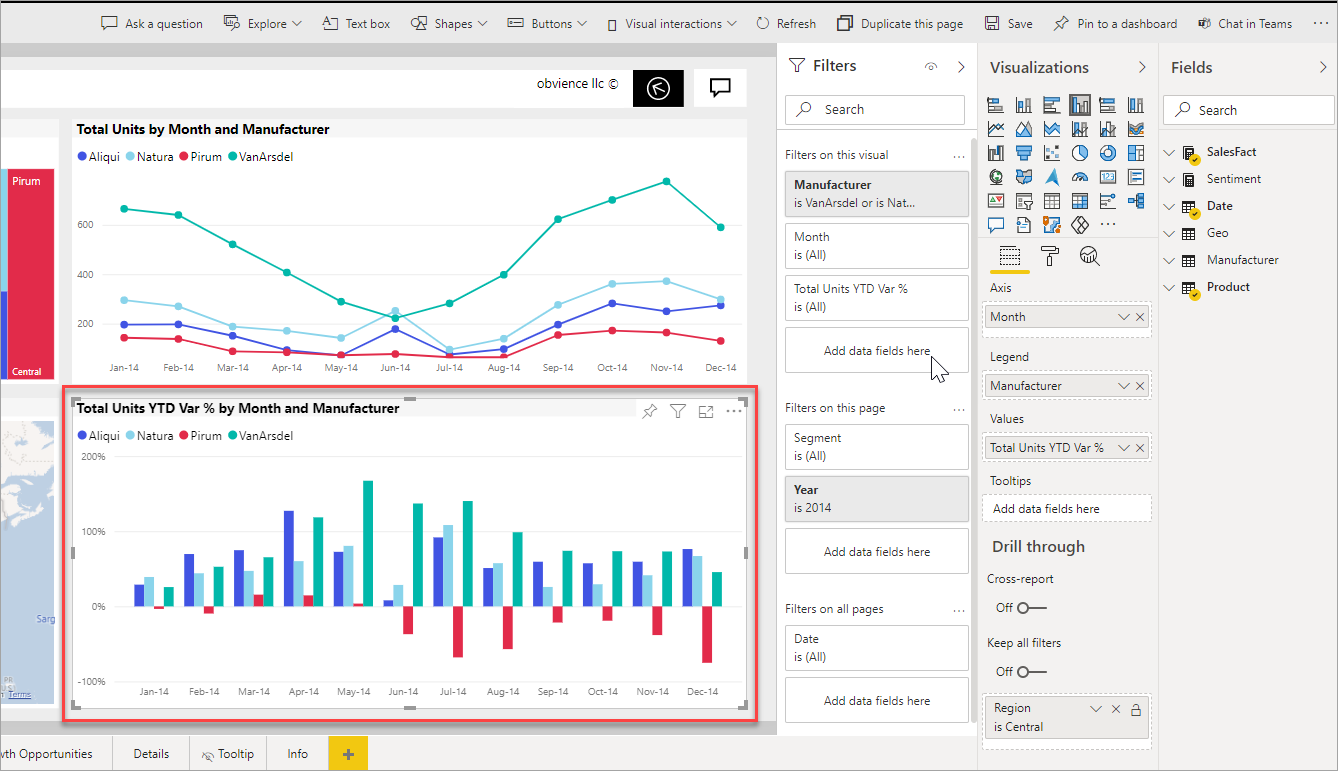 Ask a question Explore Text box Shapes Buttons Visual interactions Refresh Duplicate this page Save Pin to a dashboard Chat in Teams ...
obvience llc ©
Pirum
Central
Sarg
Terms
Total Units by Month and Manufacturer
Aliqui Natura Pirum VanArsdel
600
400
200
Jan-14 Feb-14 Mar-14 Apr-14 May-14 Jun-14 Jul-14 Aug-14 Sep-14 Oct-14 Nov-14 Dec-14
Total Units YTD Var % by Month and Manufacturer
Aliqui Natura Pirum VanArsdel
200%
100%
0%
-100%
Jan-14 Feb-14 Mar-14 Apr-14 May-14 Jun-14 Jul-14 Aug-14 Sep-14 Oct-14 Nov-14 Dec-14
wth Opportunities Details Tooltip Info +
Filters
Search
Filters on this visual ...
Manufacturer
is VanArsdel or is Nat...
Month
is (All)
Total Units YTD Var %
is (All)
Add data fields here
Filters on this page ...
Segment
is (All)
Year
is 2014
Add data fields here
Filters on all pages ...
Date
is (All)
Add data fields here
Visualizations
Axis
Month
Legend
Manufacturer
Values
Total Units YTD Var %
Tooltips
Add data fields here
Drill through
Cross-report
Off
Keep all filters
Off
Region
is Central
Fields
Search
SalesFact
Sentiment
Date
Geo
Manufacturer
Product